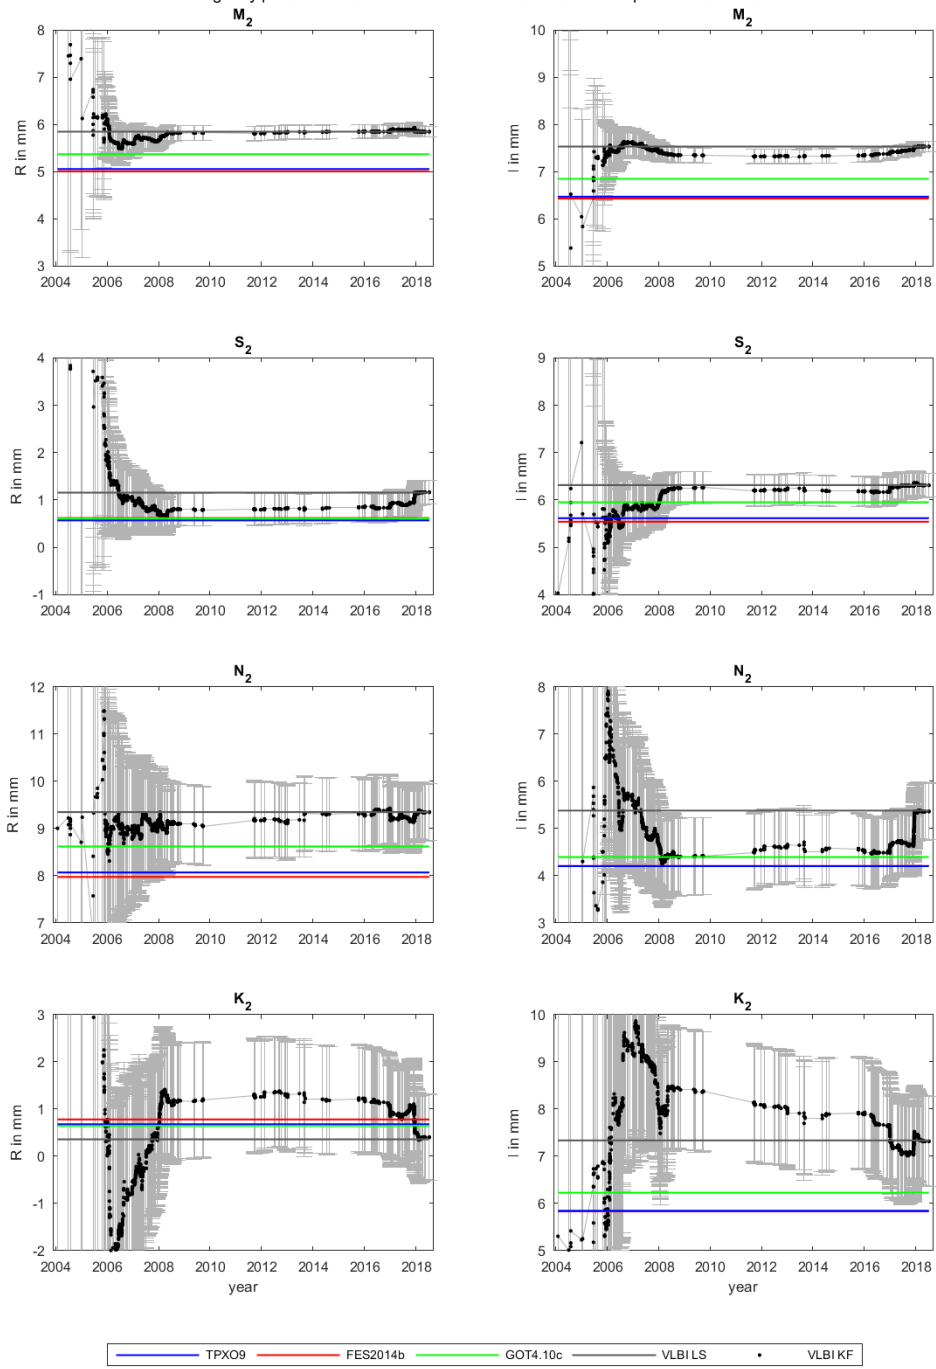 M2 M2
8 7 6 5 4 3 R in mm 2004 2006 2008 2010 2012 2014 2016 2018
10 9 8 7 6 5 I in mm 2004 2006 2008 2010 2012 2014 2016 2018
S2 S2
4 3 2 1 0 -1 R in mm 2004 2006 2008 2010 2012 2014 2016 2018
9 8 7 6 5 4 I in mm 2004 2006 2008 2010 2012 2014 2016 2018
N2 N2
12 11 10 9 8 7 R in mm 2004 2006 2008 2010 2012 2014 2016 2018
8 7 6 5 4 3 I in mm 2004 2006 2008 2010 2012 2014 2016 2018
K2 K2
3 2 1 0 -1 -2 R in mm 2004 2006 2008 2010 2012 2014 2016 2018
10 9 8 7 6 5 I in mm 2004 2006 2008 2010 2012 2014 2016 2018
year year
TPXO9 FES2014b GOT4.10c VLBI LS VLBI KF